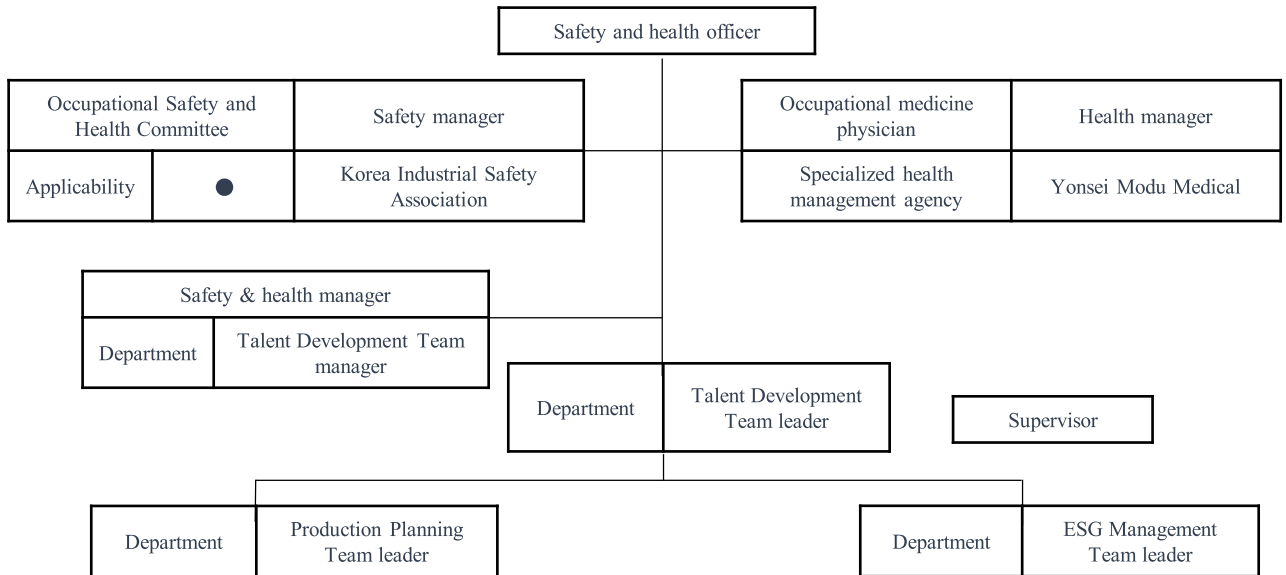 Safety and health officer
Occupational Safety and
Health Committee
Safety manager
Occupational medicine
physician
Health manager
Applicability
●
Korea Industrial Safety
Association
Specialized health
management agency
Yonsei Modu Medical
Safety & health manager
Department
Talent Development Team
manager
Department
Talent Development
Team leader
Supervisor
Department
Production Planning
Team leader
Department
ESG Management
Team leader